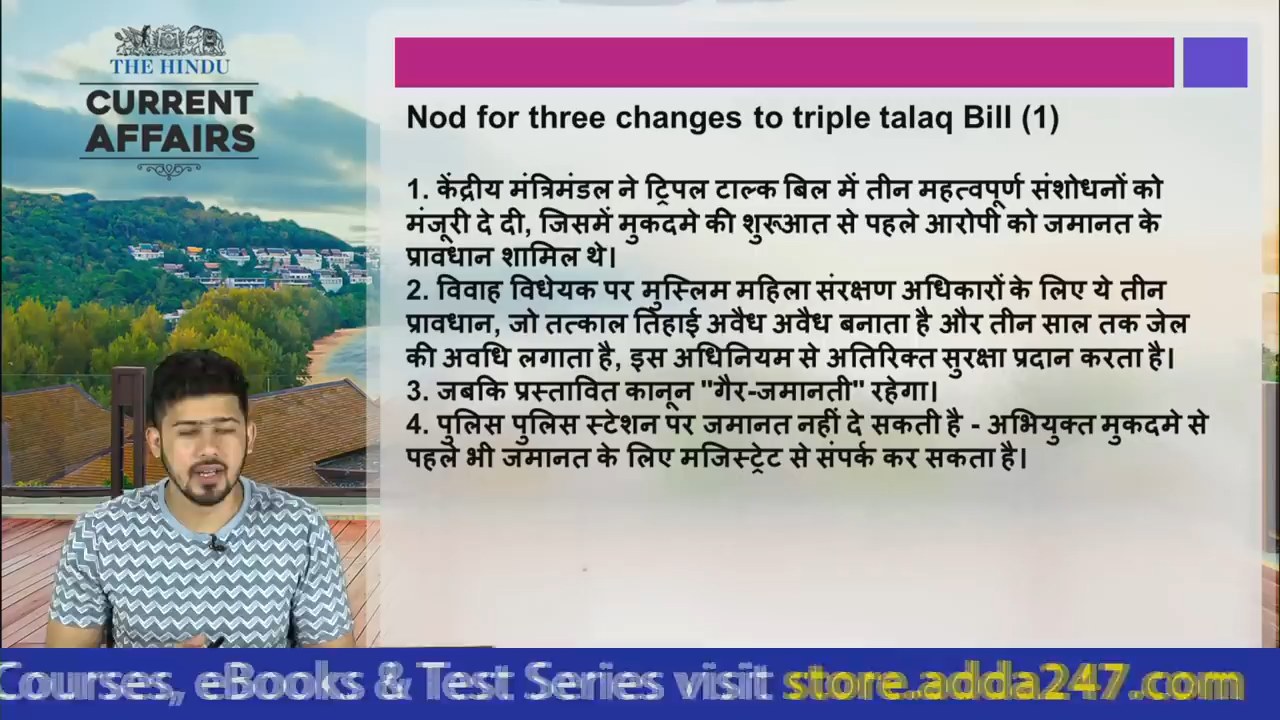 THE HINDU
CURRENT
AFFAIRS
Nod for three changes to triple talaq Bill (1)
1. केंद्रीय मंत्रिमंडल ने ट्रिपल टाल्क बिल में तीन महत्वपूर्ण संशोधनों को
मंजूरी दे दी, जिसमें मुकदमे की शुरूआत से पहले आरोपी को जमानत के
प्रावधान शामिल थे।
2. विवाह विधेयक पर मुस्लिम महिला संरक्षण अधिकारों के लिए ये तीन
प्रावधान, जो तत्काल तिहाई अवैध अवैध बनाता है और तीन साल तक जेल
की अवधि लगाता है, इस अधिनियम से अतिरिक्त सुरक्षा प्रदान करता है।
3. जबकि प्रस्तावित कानून "गैर-जमानती" रहेगा।
4. पुलिस पुलिस स्टेशन पर जमानत नहीं दे सकती है - अभियुक्त मुकदमे से
पहले भी जमानत के लिए मजिस्ट्रेट से संपर्क कर सकता है।
Courses, eBooks & Test Series visit store.adda247.com